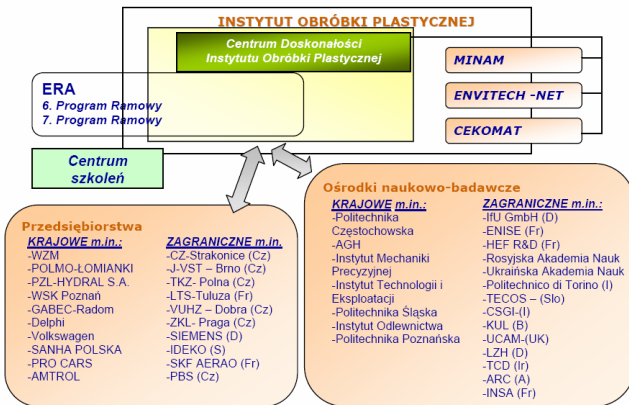 INSTYTUT OBRÓBKI PLASTYCZNEJ
Centrum Doskonałości
Instytutu Obróbki Plastycznej
MINAM
ENVITECH -NET
CEKOMAT
ERA
6. Program Ramowy
7. Program Ramowy
Centrum
szkoleń
Przedsiębiorstwa
KRAJOWE m.in.:
-WZM
-POLMO-ŁOMIANKI
-PZL-HYDRAL S.A.
-WSK Poznań
-GABEC-Radom
-Delphi
-Volkswagen
-SANHA POLSKA
-PRO CARS
-AMTROL
ZAGRANICZNE m.in.
-CZ-Strakonice (Cz)
-J-VST – Brno (Cz)
-TKZ- Polna (Cz)
-LTS-Tuluza (Fr)
-VUHZ – Dobra (Cz)
-ZKL- Praga (Cz)
-SIEMENS (D)
-IDEKO (S)
-SKF AERAO (Fr)
-PBS (Cz)
Ośrodki naukowo-badawcze
KRAJOWE m.in.:
-Politechnika
Częstochowska
-AGH
-Instytut Mechaniki
Precyzyjnej
-Instytut Technologii i
Eksploatacji
-Politechnika Śląska
-Instytut Odlewnictwa
-Politechnika Poznańska
ZAGRANICZNE m.in.:
-IfU GmbH (D)
-ENISE (Fr)
-HEF R&D (Fr)
-Rosyjska Akademia Nauk
-Ukraińska Akademia Nauk
-Politecnico di Torino (I)
-TECOS – (Slo)
-CSGI-(I)
-KUL (B)
-UCAM-(UK)
-LZH (D)
-TCD (Ir)
-ARC (A)
-INSA (Fr)